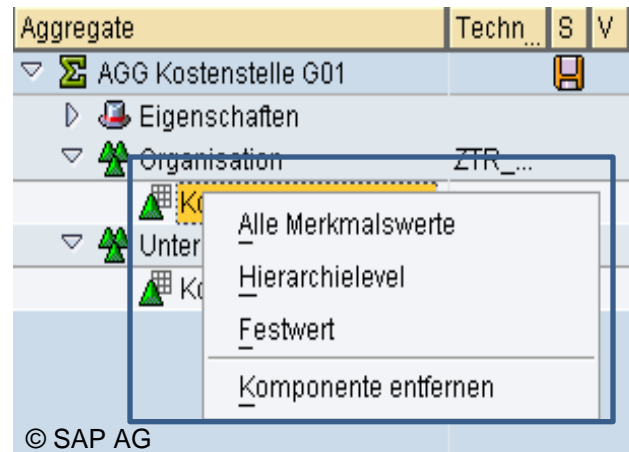 Aggregate Techn... S V
AGG Kostenstelle G01
Eigenschaften
Organisation ZTR_...
Alle Merkmalswerte
Hierarchielevel
Festwert
Komponente entfernen
© SAP AG